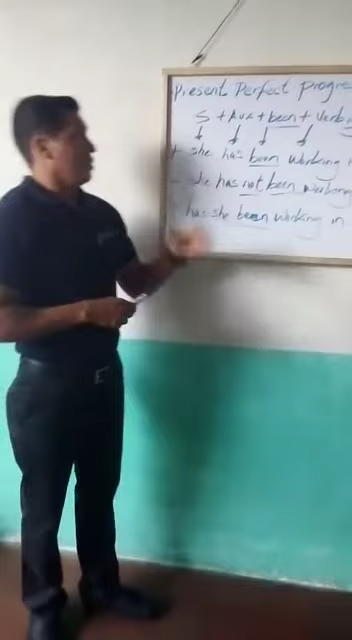 Present Perfect Progre
S + Aux + been + Verb
+ she has been working
- she has not been working
has she been working in